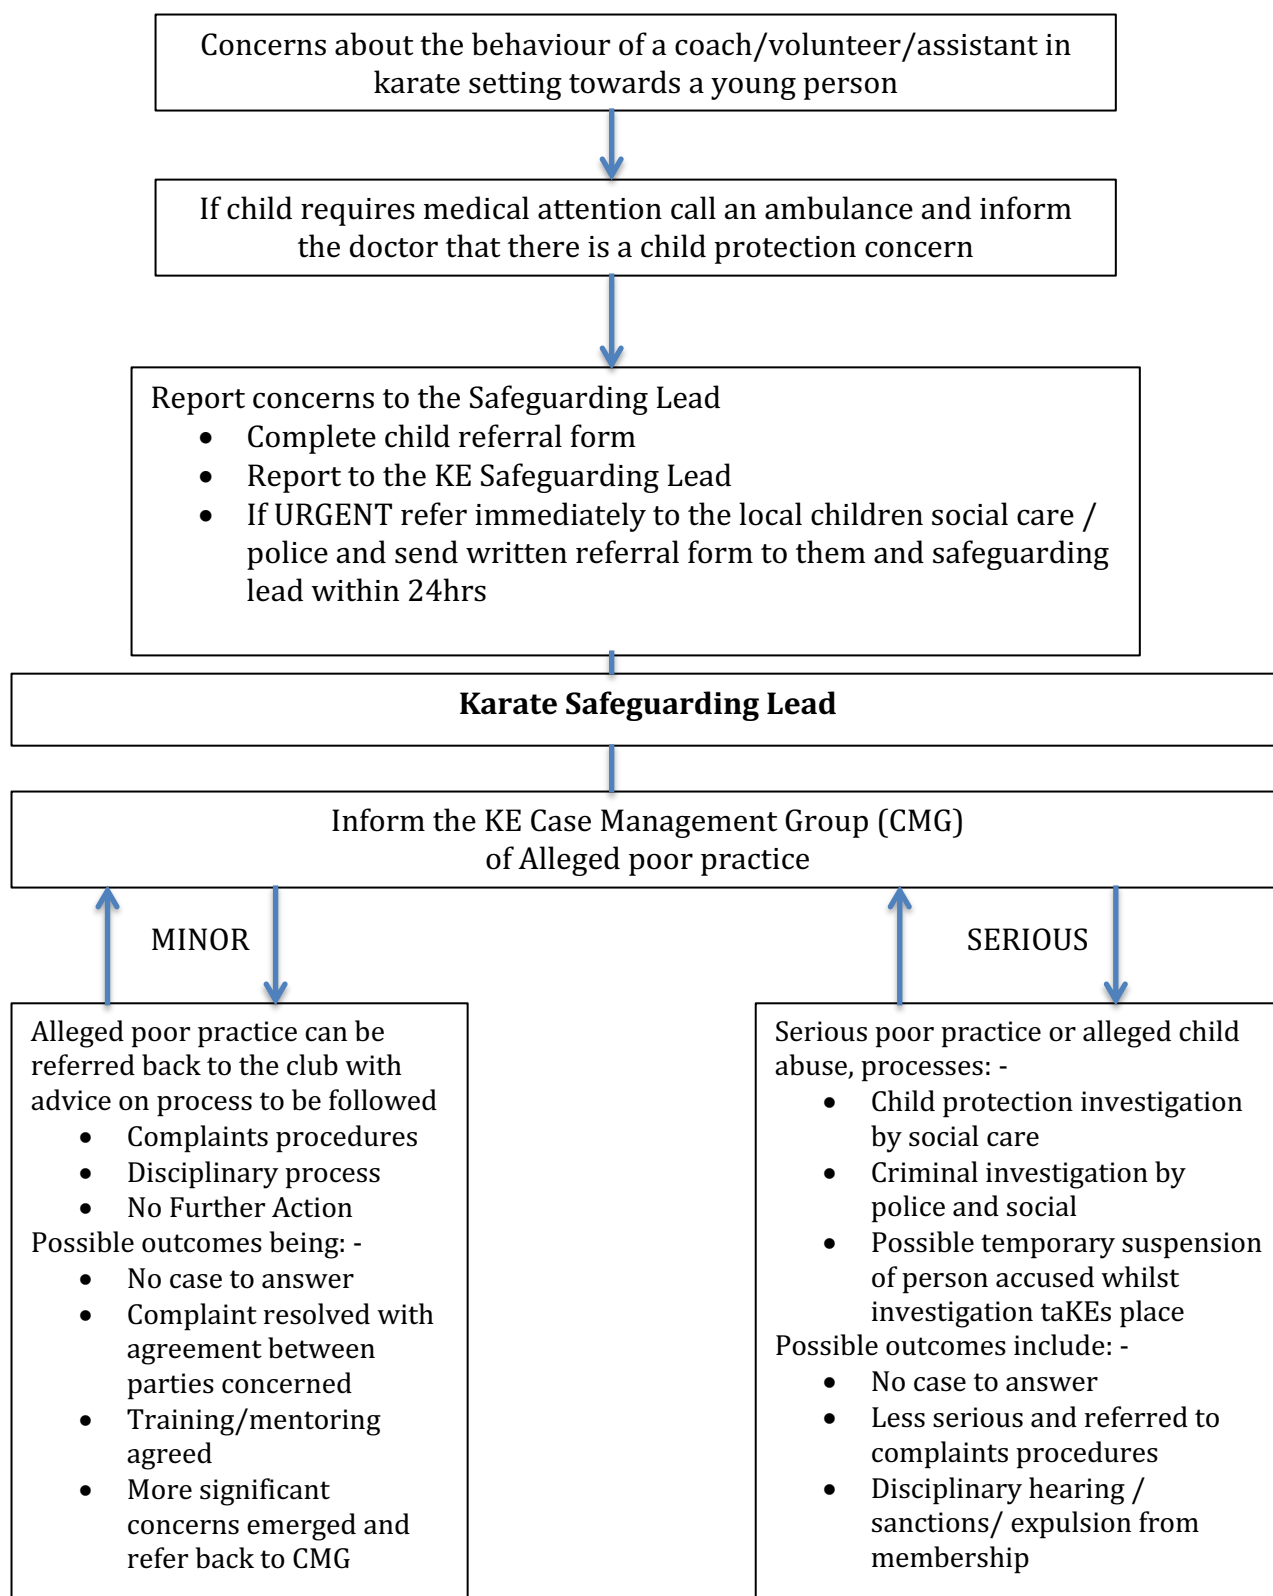 Concerns about the behaviour of a coach/volunteer/assistant in
karate setting towards a young person
If child requires medical attention call an ambulance and inform
the doctor that there is a child protection concern
Report concerns to the Safeguarding Lead
• Complete child referral form
• Report to the KE Safeguarding Lead
• If URGENT refer immediately to the local children social care /
police and send written referral form to them and safeguarding
lead within 24hrs
Karate Safeguarding Lead
Inform the KE Case Management Group (CMG)
of Alleged poor practice
MINOR
SERIOUS
Alleged poor practice can be
referred back to the club with
advice on process to be followed
• Complaints procedures
• Disciplinary process
• No Further Action
Possible outcomes being: -
• No case to answer
• Complaint resolved with
agreement between
parties concerned
• Training/mentoring
agreed
• More significant
concerns emerged and
refer back to CMG
Serious poor practice or alleged child
abuse, processes: -
• Child protection investigation
by social care
• Criminal investigation by
police and social
• Possible temporary suspension
of person accused whilst
investigation taKEs place
Possible outcomes include: -
• No case to answer
• Less serious and referred to
complaints procedures
• Disciplinary hearing /
sanctions/ expulsion from
membership